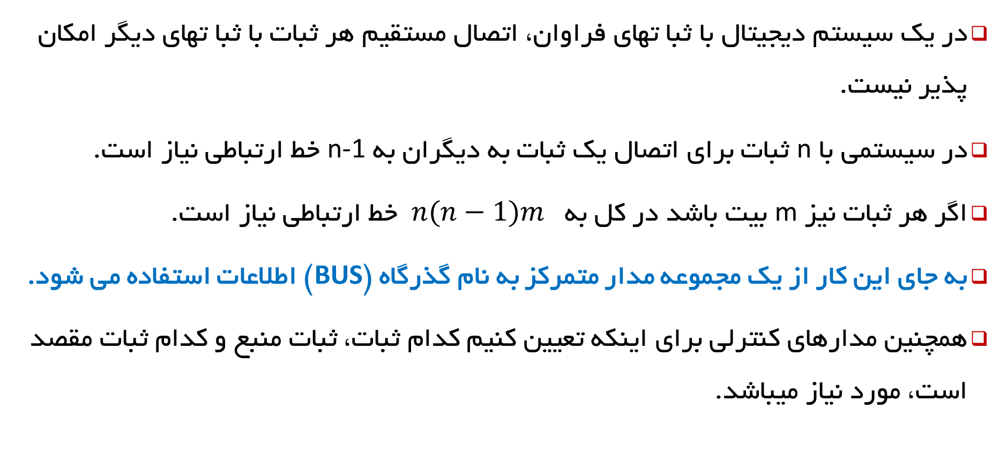 ❑در یک سیستم دیجیتال با ثبا تهای فراوان، اتصال مستقیم هر ثبات با ثبا تهای دیگر امکان
پذیر نیست.
❑در سیستمی با n ثبات برای اتصال یک ثبات به دیگران به n-1 خط ارتباطی نیاز است.
❑اگر هر ثبات نیز m بیت باشد در کل به n(n − 1)m خط ارتباطی نیاز است.
❑به جای این کار از یک مجموعه مدار متمرکز به نام گذرگاه (BUS) اطلاعات استفاده می شود.
❑همچنین مدارهای کنترلی برای اینکه تعیین کنیم کدام ثبات، ثبات منبع و کدام ثبات مقصد
است، مورد نیاز میباشد.